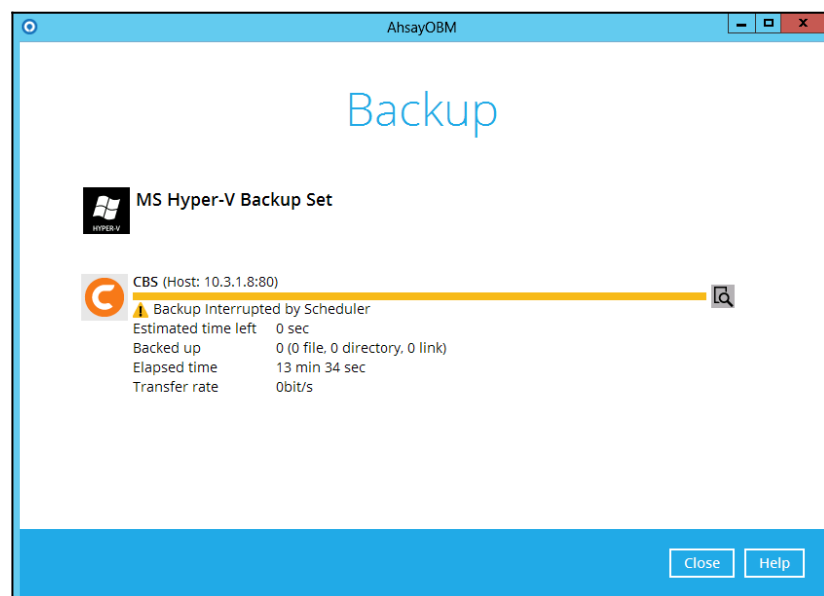 AhsayOBM
Backup
MS Hyper-V Backup Set
HYPER-V
CBS (Host: 10.3.1.8:80)
Backup Interrupted by Scheduler
Estimated time left 0 sec
Backed up 0 (0 file, 0 directory, 0 link)
Elapsed time 13 min 34 sec
Transfer rate 0bit/s
Close Help